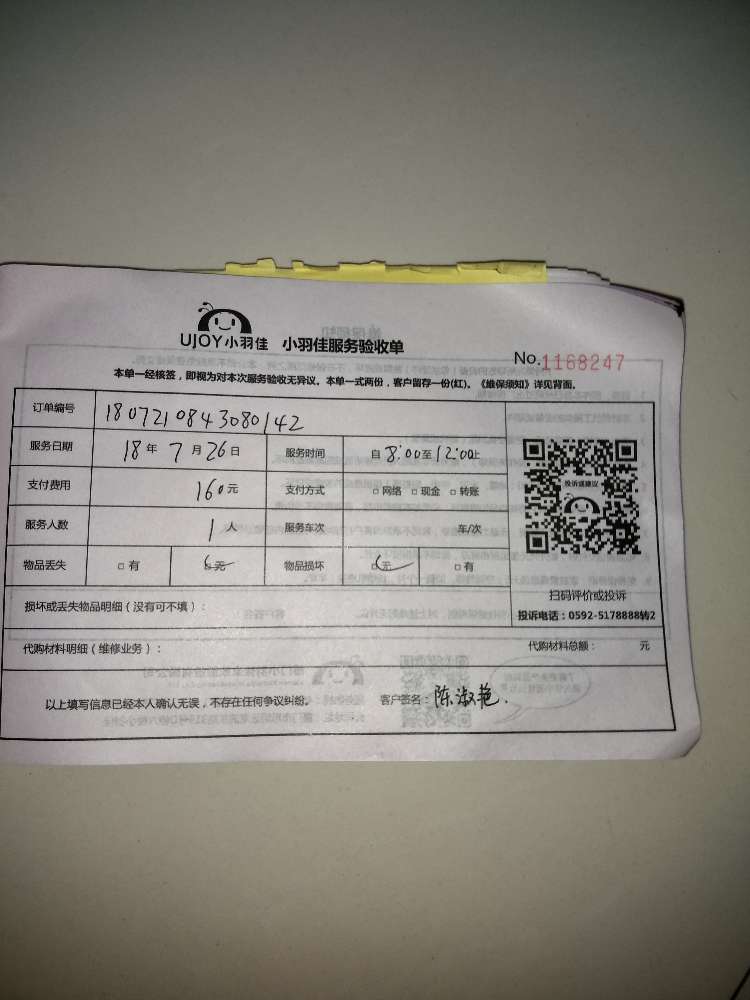 UJOY小羽佳 小羽佳服务验收单
No.1168247
本单一经核签，即视为对本次服务验收无异议。本单一式两份，客户留存一份(红)。《维保须知》详见背面。
订单编号 1807210843080142
服务日期 18年7月26日 服务时间 自8:00至12:00止
支付费用 160元 支付方式 □网络 □现金 □转账
投诉或建议
服务人数 1人 服务车次 车/次
物品丢失 □有 □无 物品损坏 □无 □有
扫码评价或投诉
投诉电话：0592-5178888转2
损坏或丢失物品明细（没有可不填）：
代购材料明细（维修业务）： 代购材料总额： 元
以上填写信息已经本人确认无误，不存在任何争议纠纷。 客户签名：陈淑艳.